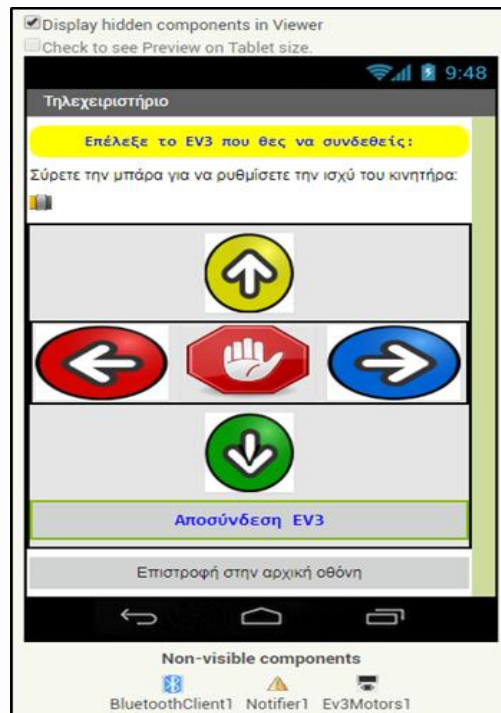 Display hidden components in Viewer
Check to see Preview on Tablet size.
9:48
Τηλεχειριστήριο
Επέλεξε το EV3 που θες να συνδεθείς:
Σύρετε την μπάρα για να ρυθμίσετε την ισχύ του κινητήρα:
Αποσύνδεση EV3
Επιστροφή στην αρχική οθόνη
Non-visible components
BluetoothClient1 Notifier1 Ev3Motors1